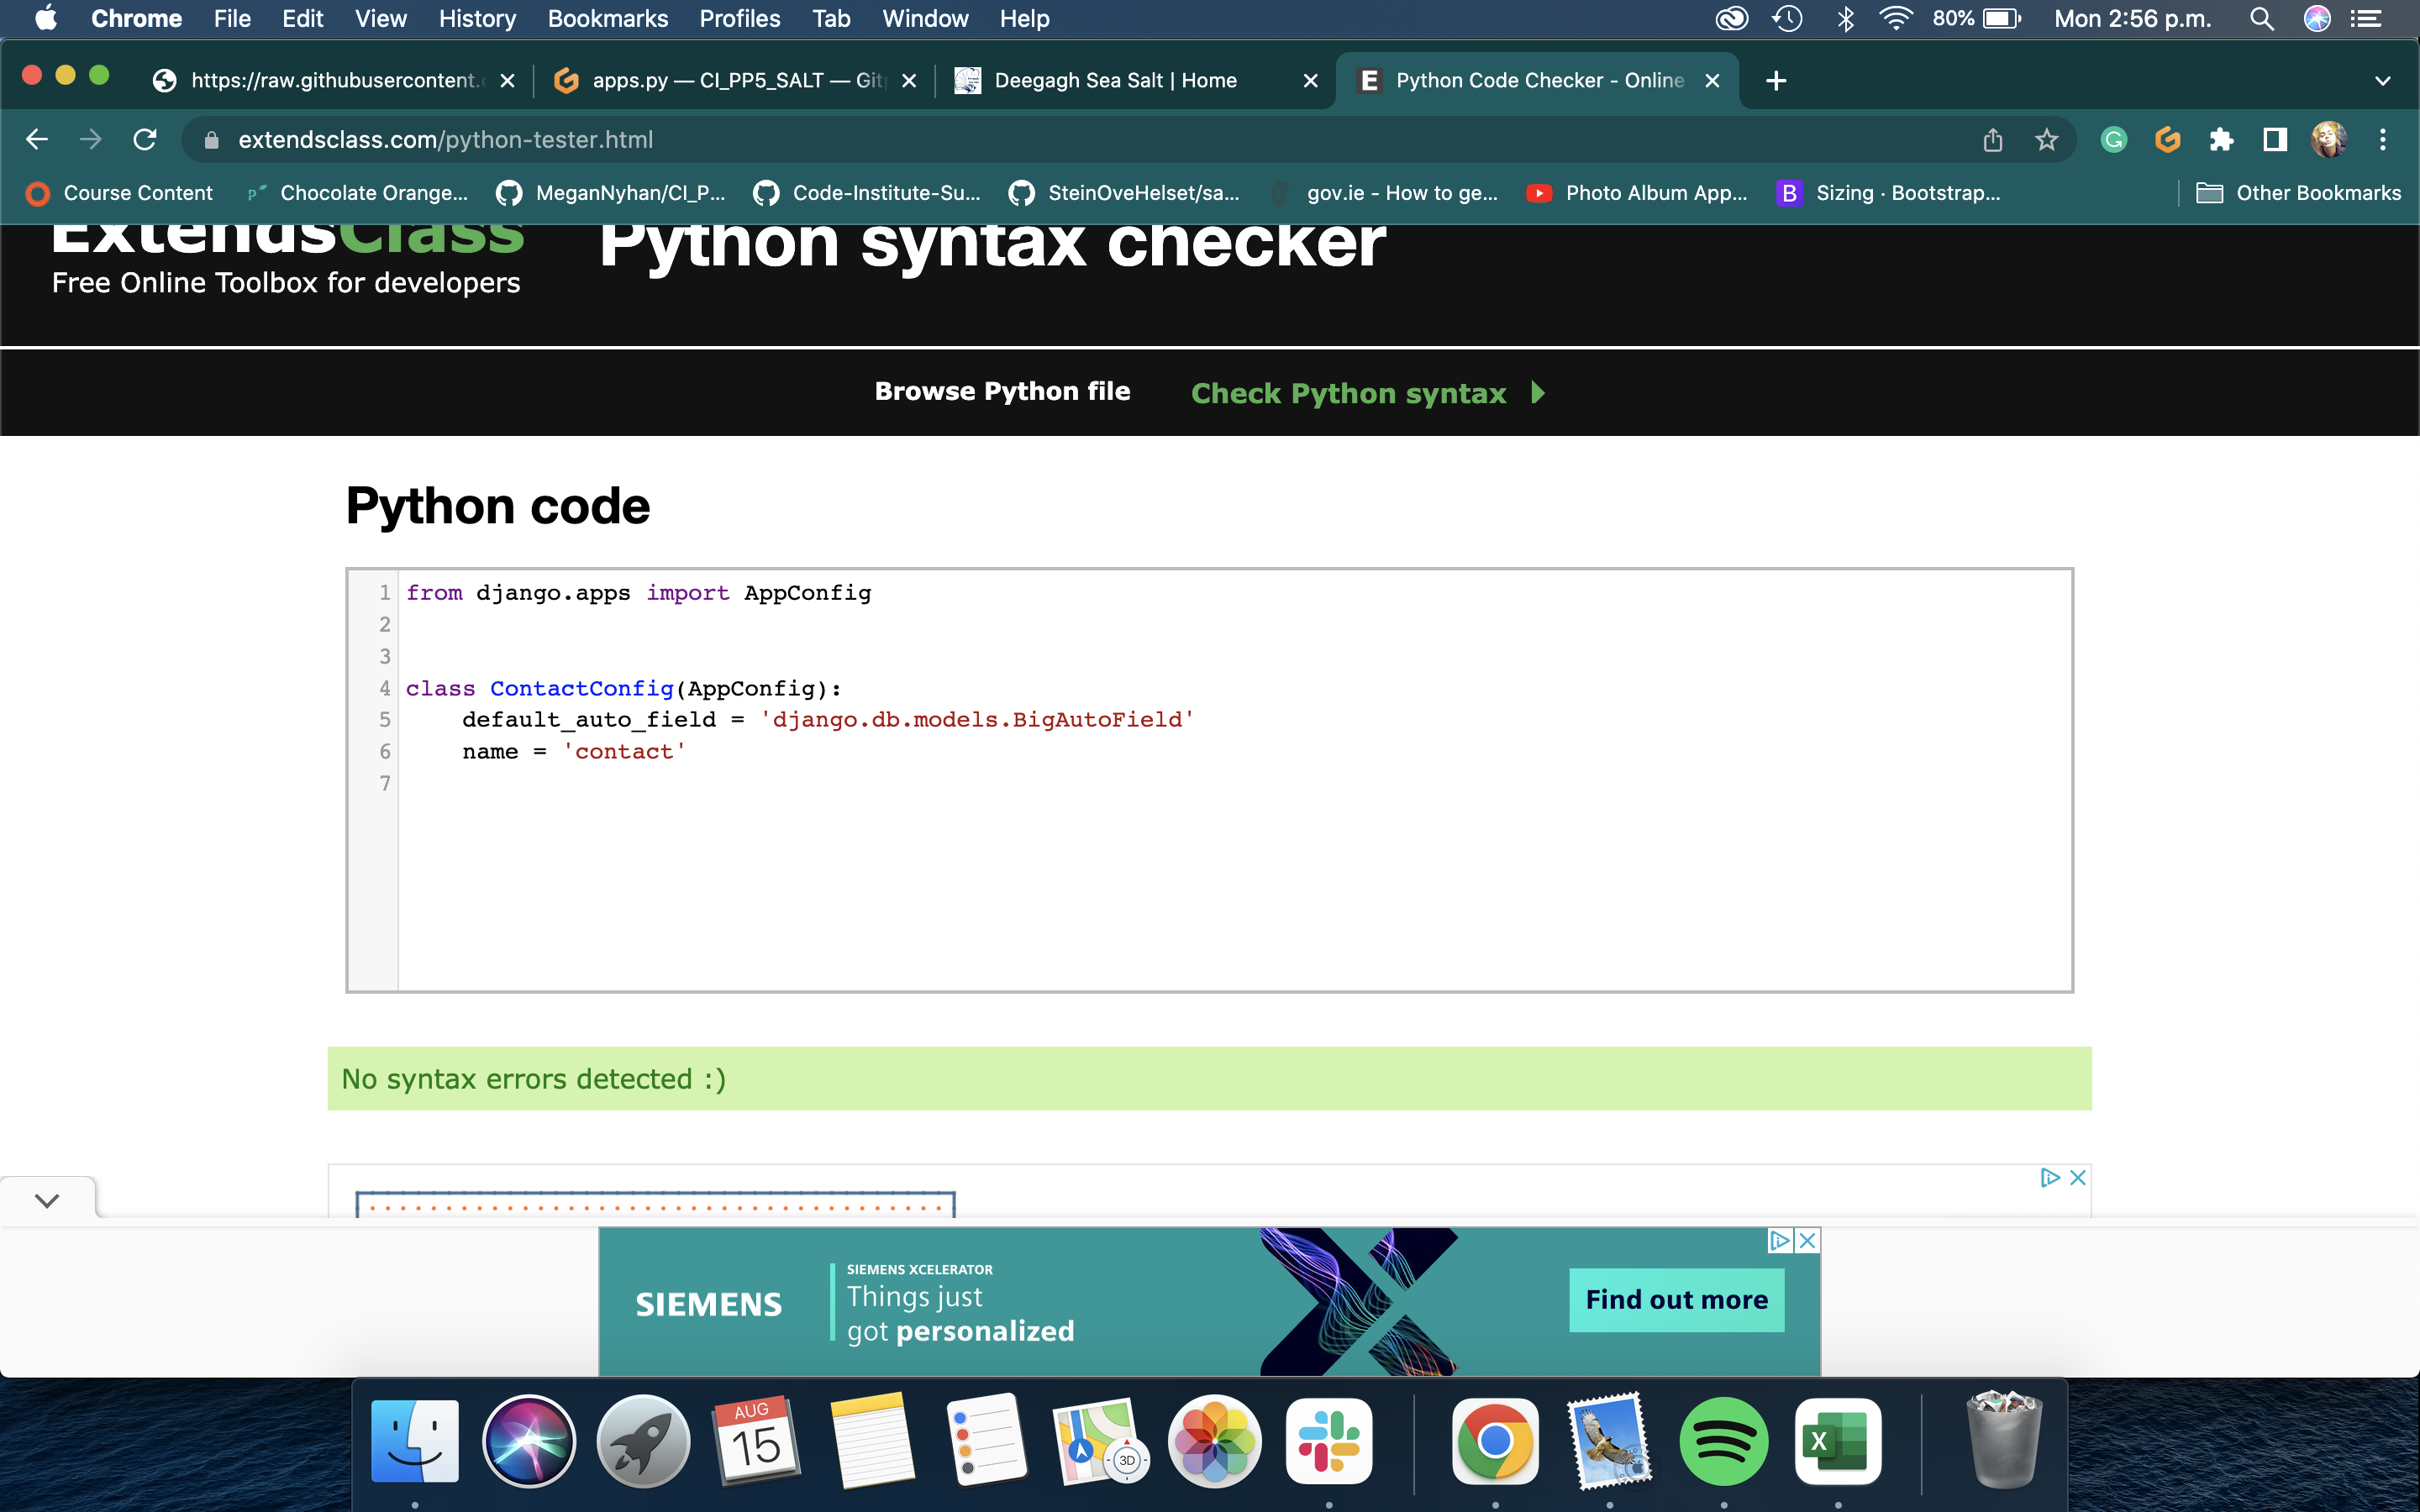 Chrome File Edit View History Bookmarks Profiles Tab Window Help 80% Mon 2:56 p.m.
https://raw.githubusercontent.c apps.py — CI_PP5_SALT — Git Deegagh Sea Salt | Home Python Code Checker - Online
extendsclass.com/python-tester.html
Course Content Chocolate Orange... MeganNyhan/CI_P... Code-Institute-Su... SteinOveHelset/sa... gov.ie - How to ge... Photo Album App... B Sizing · Bootstrap... Other Bookmarks
ExtendsClass Python syntax checker
Free Online Toolbox for developers
Browse Python file Check Python syntax
Python code
1 from django.apps import AppConfig
2
3
4 class ContactConfig(AppConfig):
5 default_auto_field = 'django.db.models.BigAutoField'
6 name = 'contact'
7
No syntax errors detected :)
SIEMENS XCELERATOR
SIEMENS Things just
got personalized
Find out more
AUG
15
3D
X